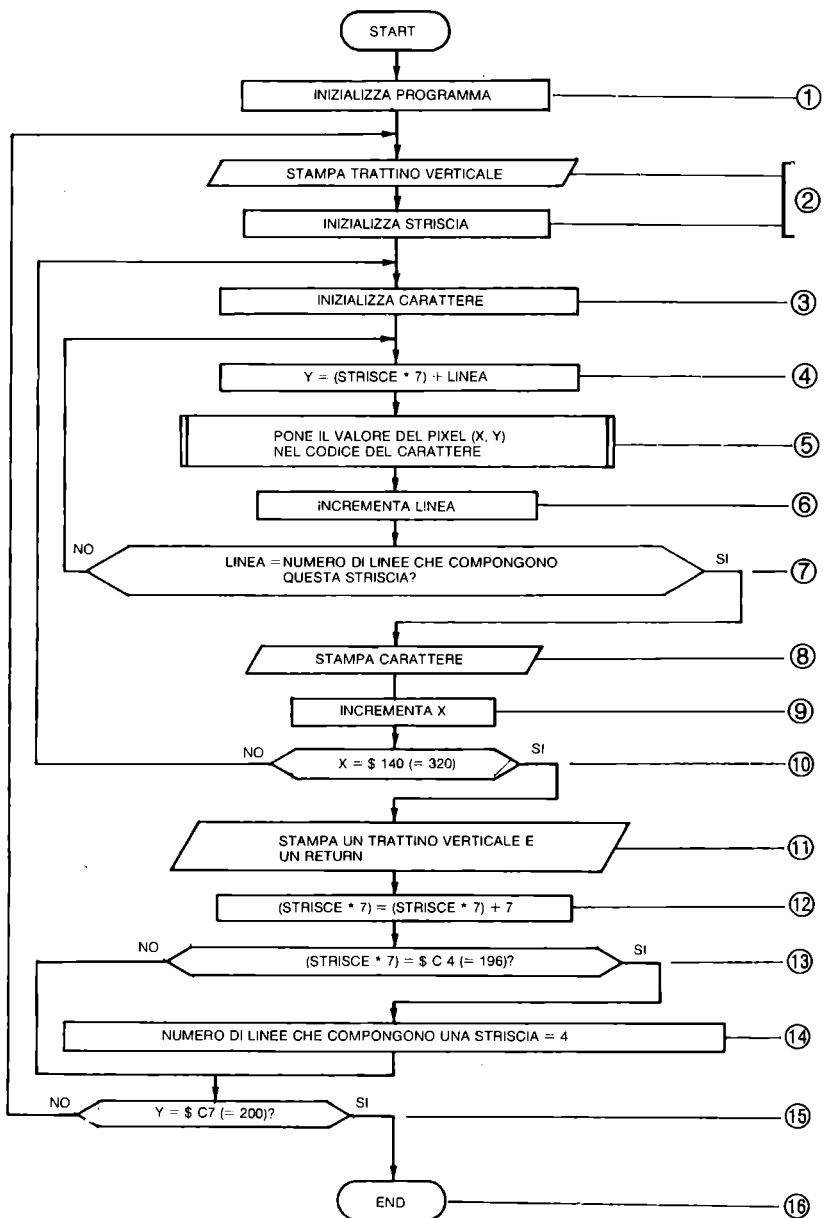 START
INIZIALIZZA PROGRAMMA
①
STAMPA TRATTINO VERTICALE
②
INIZIALIZZA STRISCIA
INIZIALIZZA CARATTERE
③
Y = (STRISCE * 7) + LINEA
④
PONE IL VALORE DEL PIXEL (X, Y)
NEL CODICE DEL CARATTERE
⑤
INCREMENTA LINEA
⑥
NO
LINEA = NUMERO DI LINEE CHE COMPONGONO
QUESTA STRISCIA?
SI
⑦
STAMPA CARATTERE
⑧
INCREMENTA X
⑨
NO
X = $ 140 (= 320)
SI
⑩
STAMPA UN TRATTINO VERTICALE E
UN RETURN
⑪
(STRISCE * 7) = (STRISCE * 7) + 7
⑫
NO
(STRISCE * 7) = $ C 4 (= 196)?
SI
⑬
NUMERO DI LINEE CHE COMPONGONO UNA STRISCIA = 4
⑭
NO
Y = $ C7 (= 200)?
SI
⑮
END
⑯